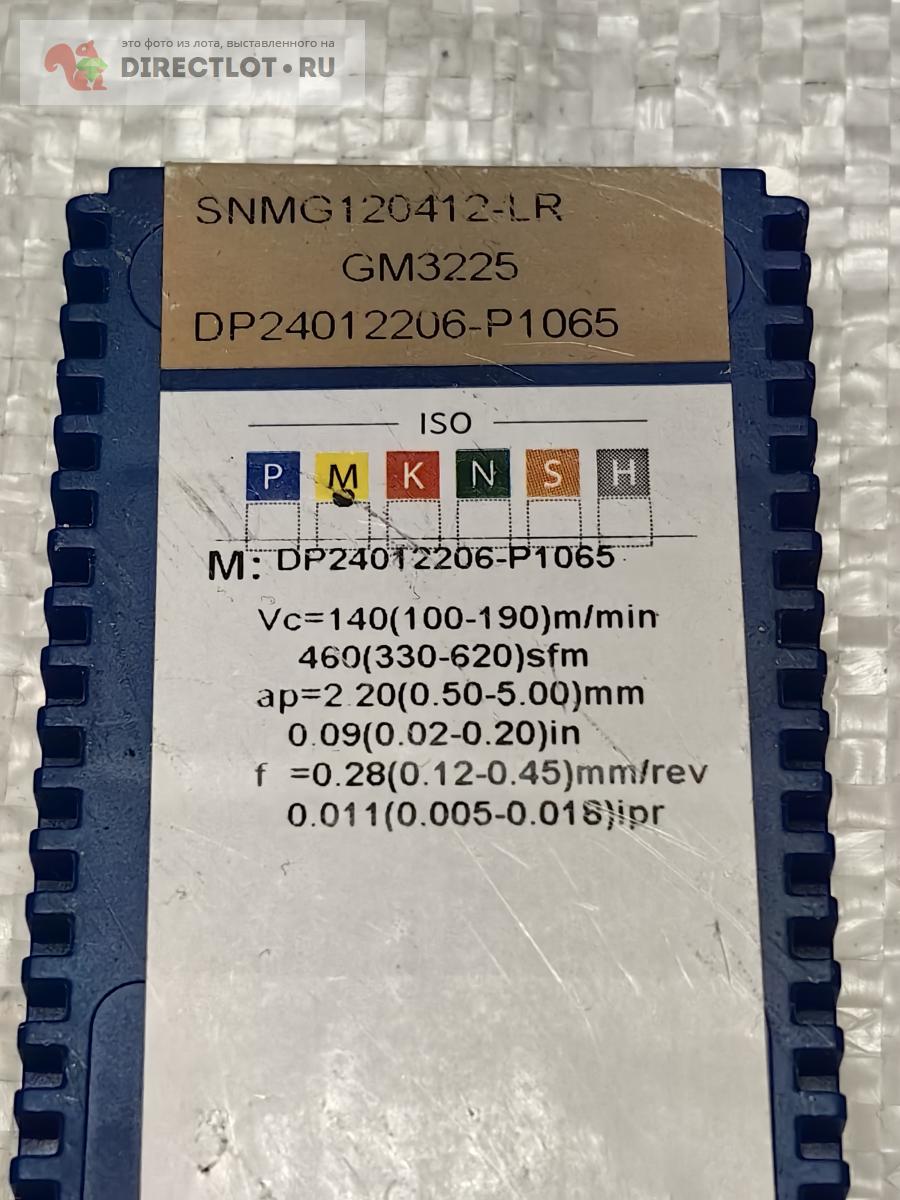 это фото из лота, выставленного на
DIRECTLOT.RU
SNMG120412-LR
GM3225
DP24012206-P1065
ISO
P M K N S H
M: DP24012206-P1065
Vc=140(100-190)m/min
460(330-620)sfm
ap=2.20(0.50-5.00)mm
0.09(0.02-0.20)in
f =0.28(0.12-0.45)mm/rev
0.011(0.005-0.018)ipr